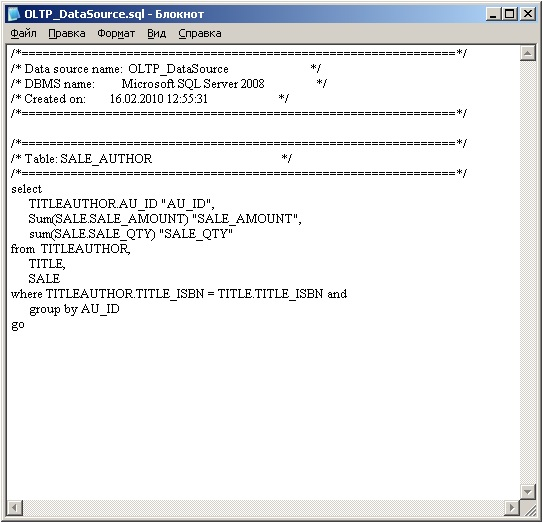 OLTP_DataSource.sql - Блокнот
Файл Правка Формат Вид Справка
/*==============================================================*/
/* Data source name: OLTP_DataSource */
/* DBMS name: Microsoft SQL Server 2008 */
/* Created on: 16.02.2010 12:55:31 */
/*==============================================================*/
/*==============================================================*/
/* Table: SALE_AUTHOR */
/*==============================================================*/
select
TITLEAUTHOR.AU_ID "AU_ID",
Sum(SALE.SALE_AMOUNT) "SALE_AMOUNT",
sum(SALE.SALE_QTY) "SALE_QTY"
from TITLEAUTHOR,
TITLE,
SALE
where TITLEAUTHOR.TITLE_ISBN = TITLE.TITLE_ISBN and
group by AU_ID
go